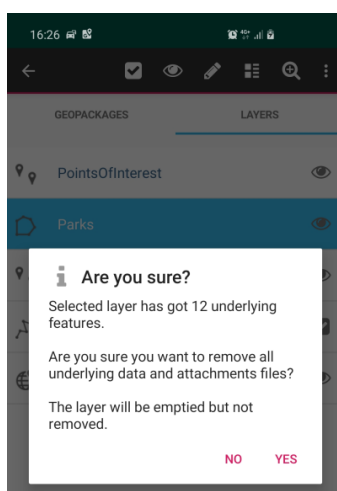 16:26
GEOPACKAGES
LAYERS
PointsOfInterest
Parks
Are you sure?
Selected layer has got 12 underlying
features.
Are you sure you want to remove all
underlying data and attachments files?
The layer will be emptied but not
removed.
NO YES